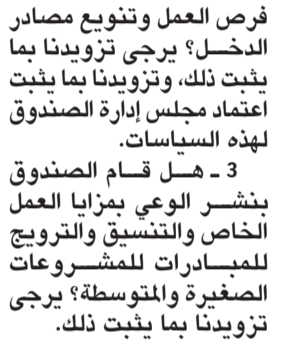 فرص العمل وتنويع مصادر
الدخل؟ يرجى تزويدنا بما
يثبت ذلك، وتزويدنا بما يثبت
اعتماد مجلس إدارة الصندوق
لهذه السياسات.
3 ـ هل قام الصندوق
بنشر الوعي بمزايا العمل
الخاص والتنسيق والترويج
للمبادرات للمشروعات
الصغيرة والمتوسطة؟ يرجى
تزويدنا بما يثبت ذلك.